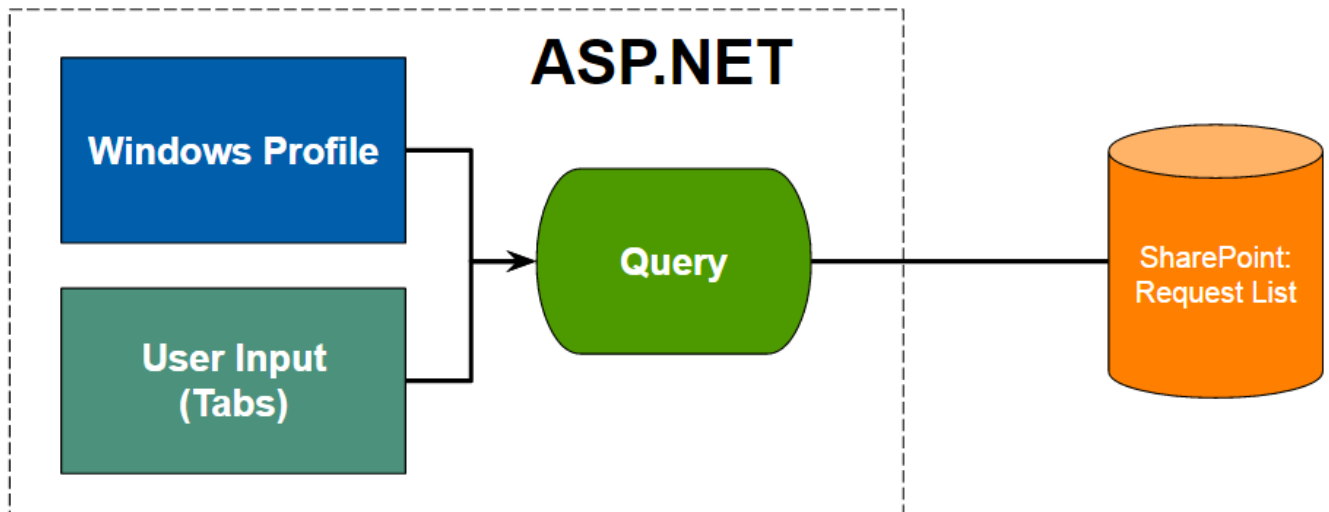 ASP.NET
Windows Profile
User Input
(Tabs)
Query
SharePoint:
Request List